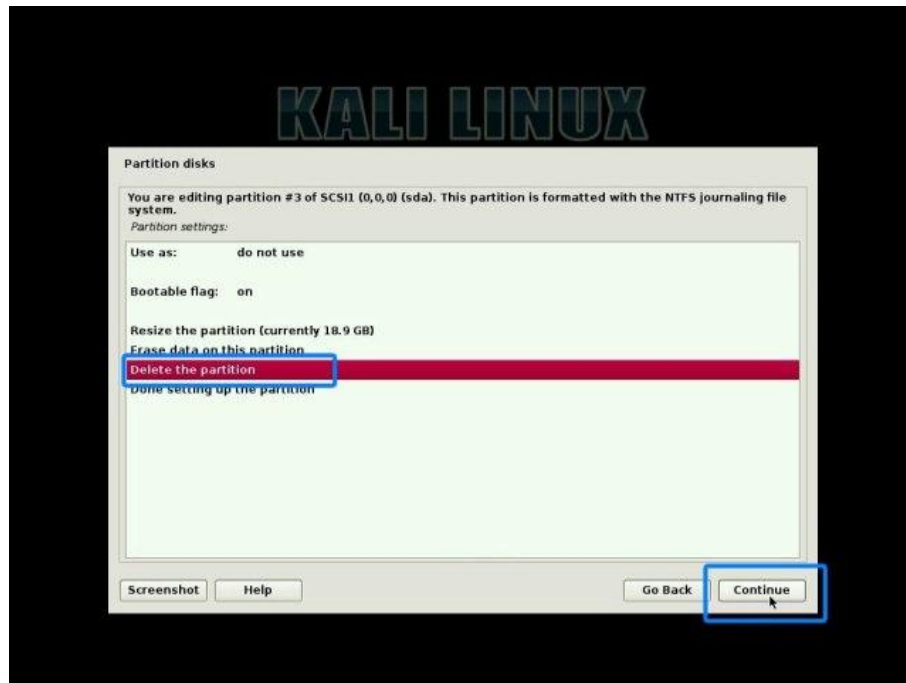 KALI LINUX
Partition disks
You are editing partition #3 of SCSI1 (0,0,0) (sda). This partition is formatted with the NTFS journaling file
system.
Partition settings:
Use as: do not use
Bootable flag: on
Resize the partition (currently 18.9 GB)
Erase data on this partition
Delete the partition
Done setting up the partition
Screenshot Help Go Back Continue